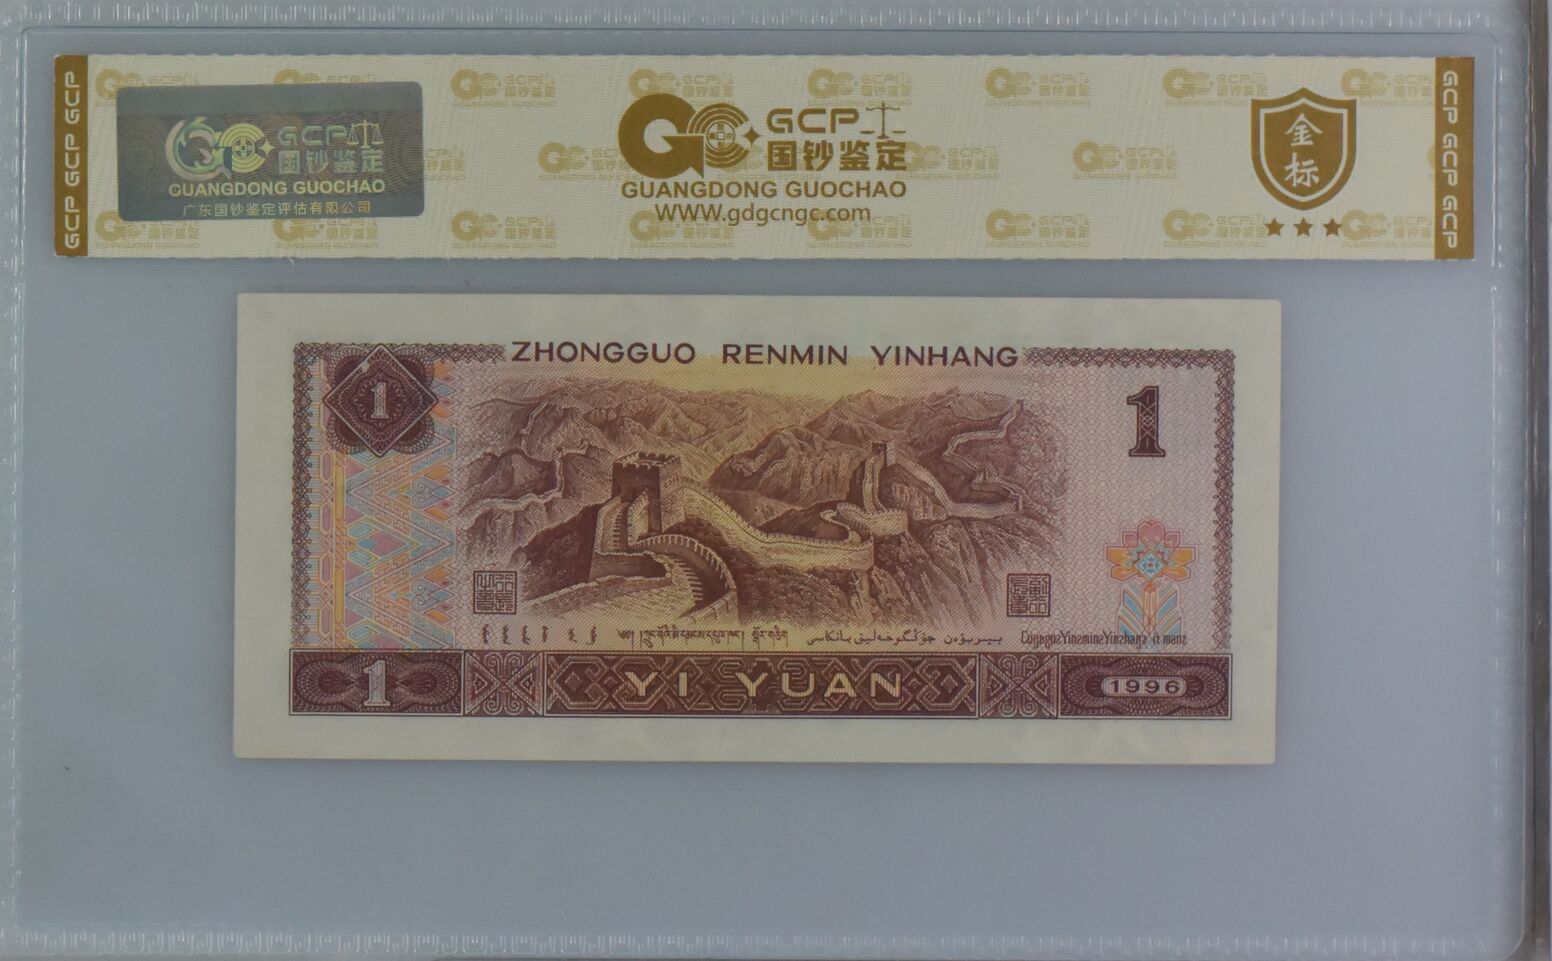 GCP GCP GCP
GCP 国钞鉴定
GUANGDONG GUOCHAO
广东国钞鉴定评估有限公司
GCP
国钞鉴定
GUANGDONG GUOCHAO
WWW.gdgcngc.com
金标
GCP GCP GCP
ZHONGGUO RENMIN YINHANG
1
1
1
YI YUAN
1996